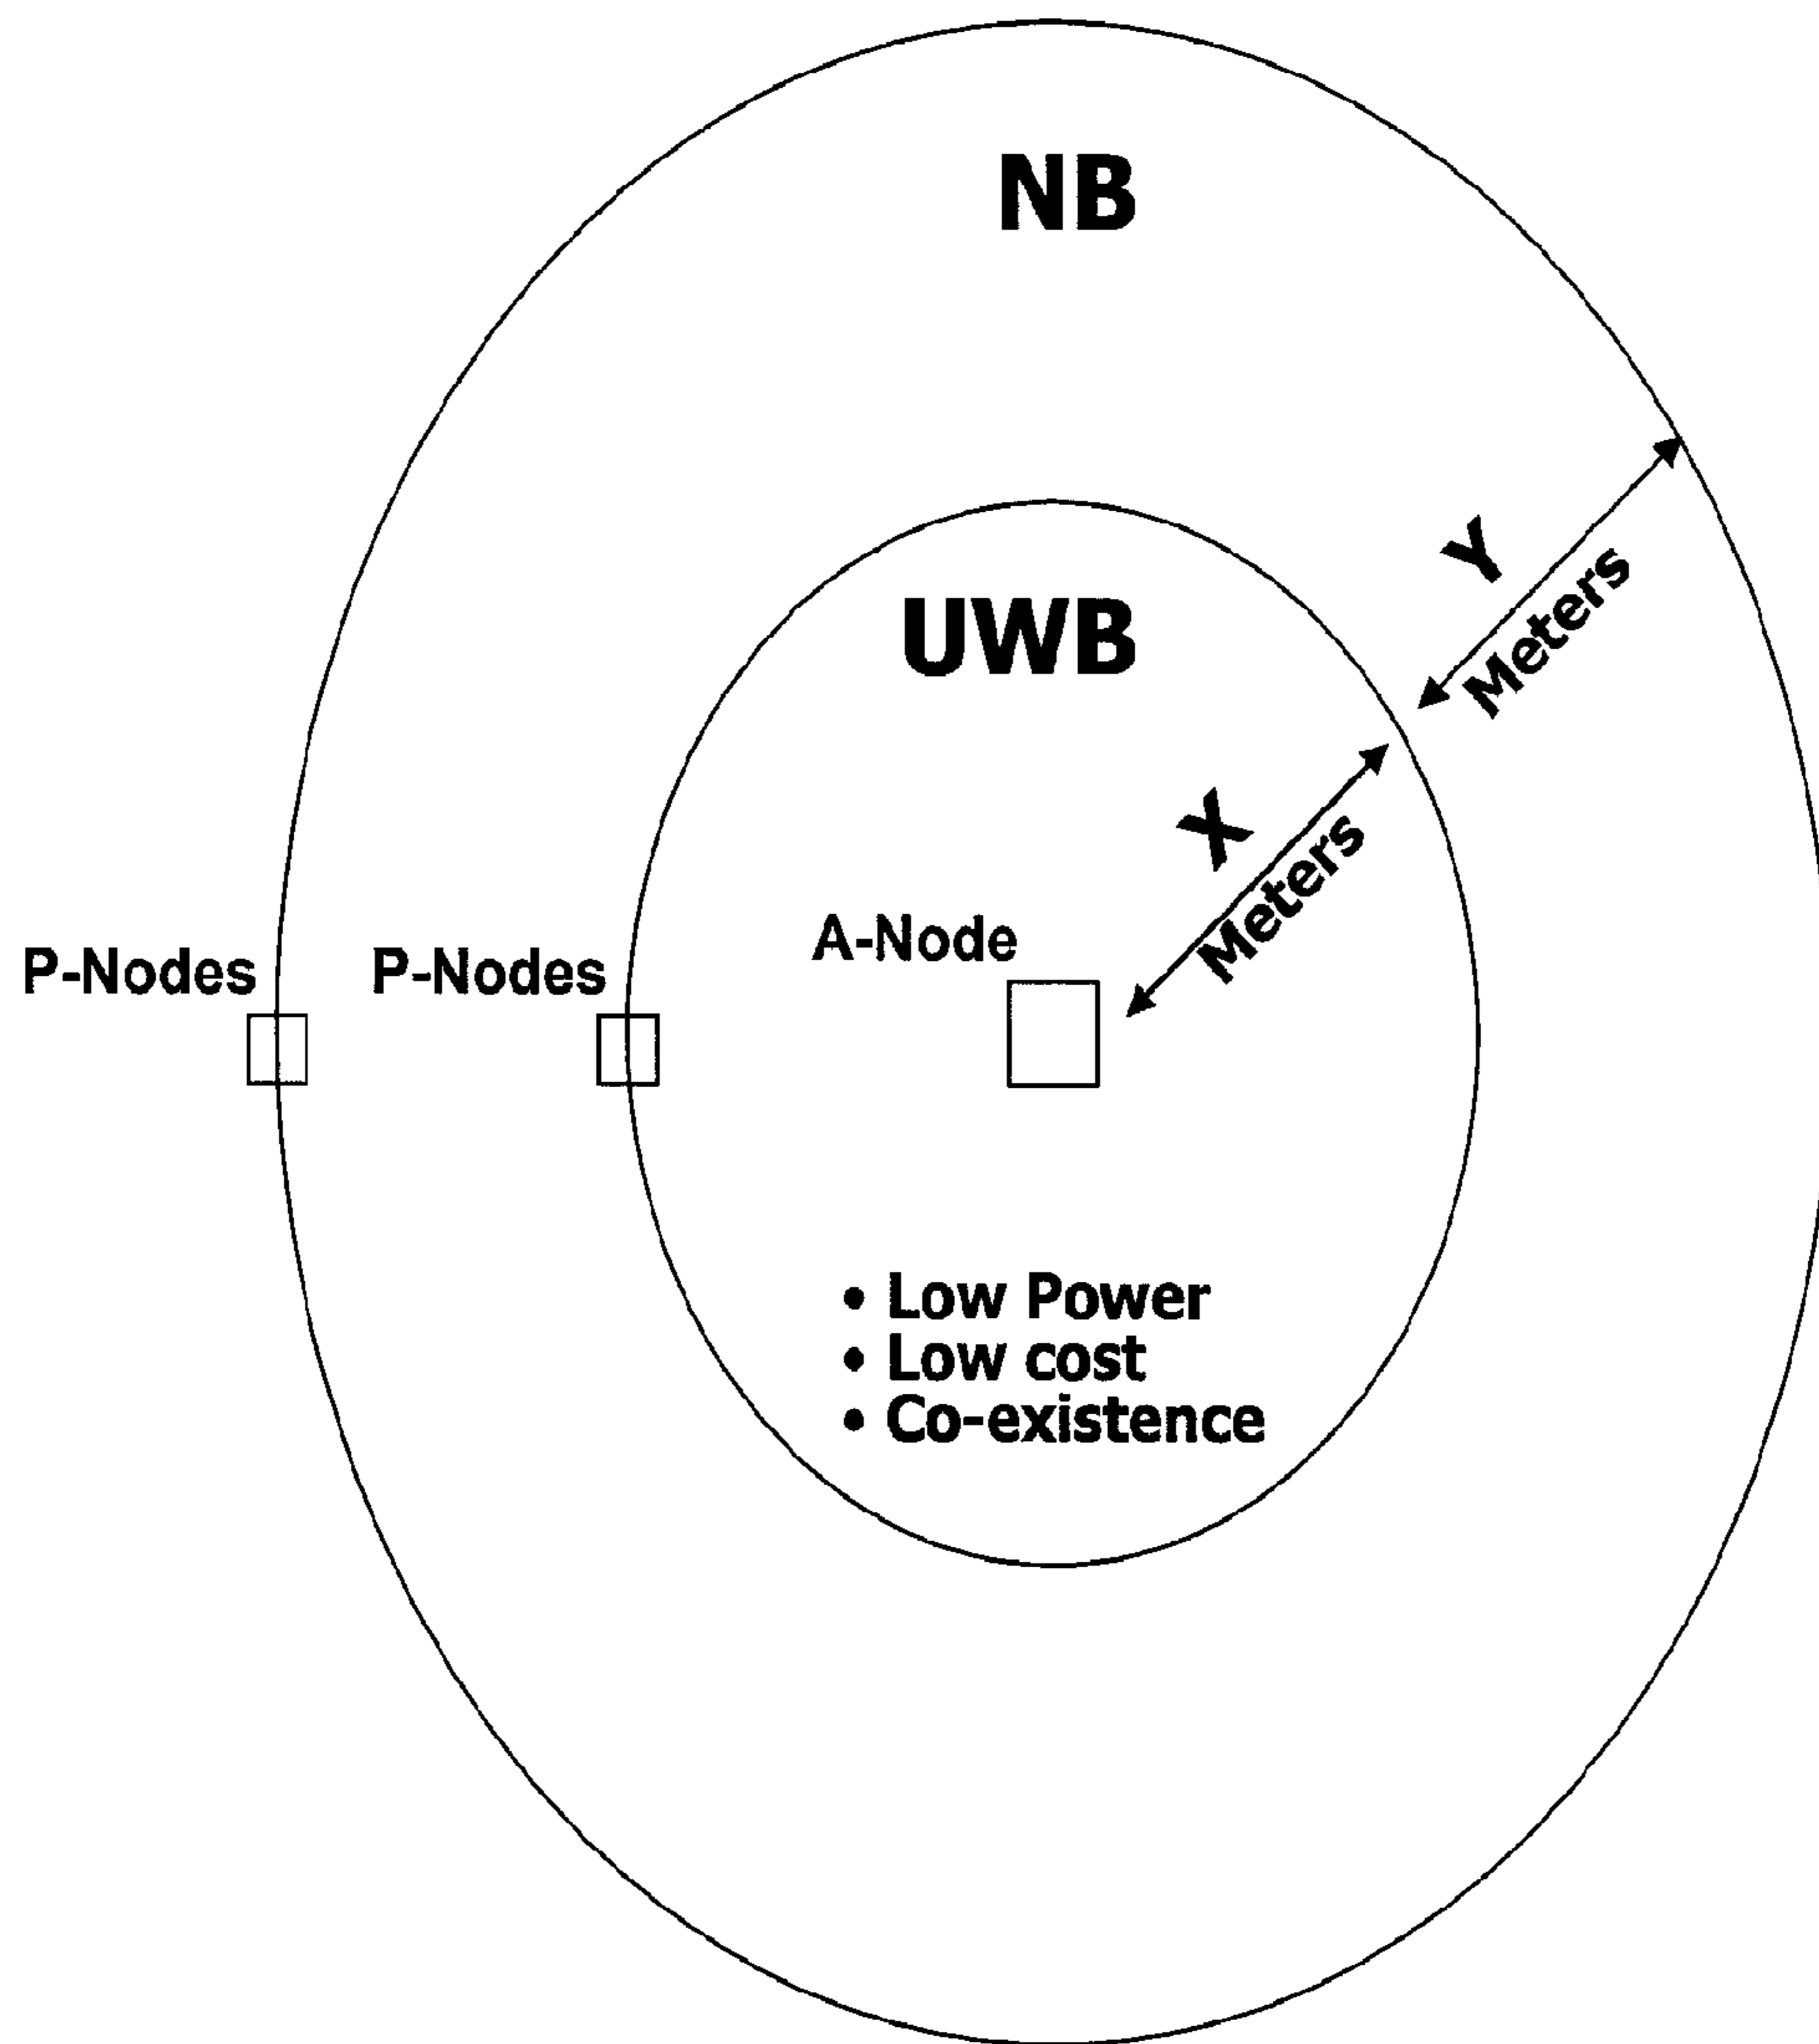 NB
UWB
Y
Meters
X
Meters
A-Node
P-Nodes
P-Nodes
• Low Power
• Low cost
• Co-existence